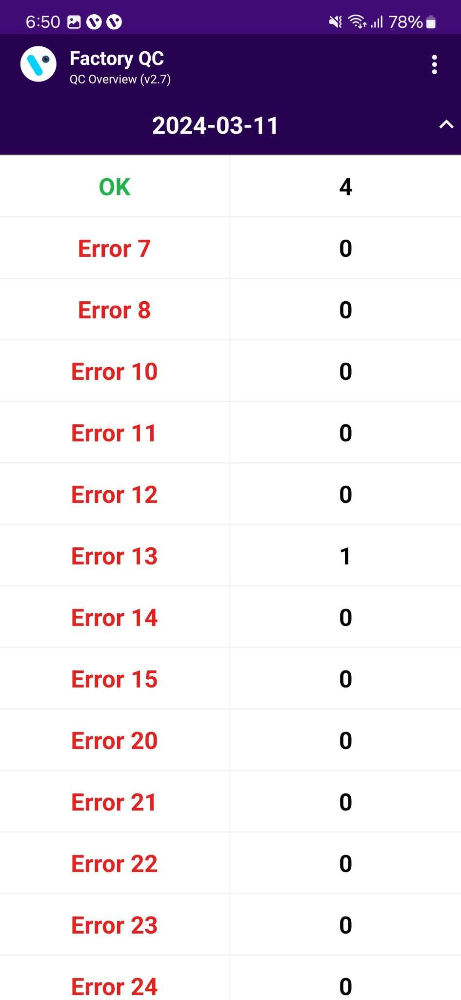 6:50 78%
Factory QC
QC Overview (v2.7)
2024-03-11
OK 4
Error 7 0
Error 8 0
Error 10 0
Error 11 0
Error 12 0
Error 13 1
Error 14 0
Error 15 0
Error 20 0
Error 21 0
Error 22 0
Error 23 0
Error 24 0